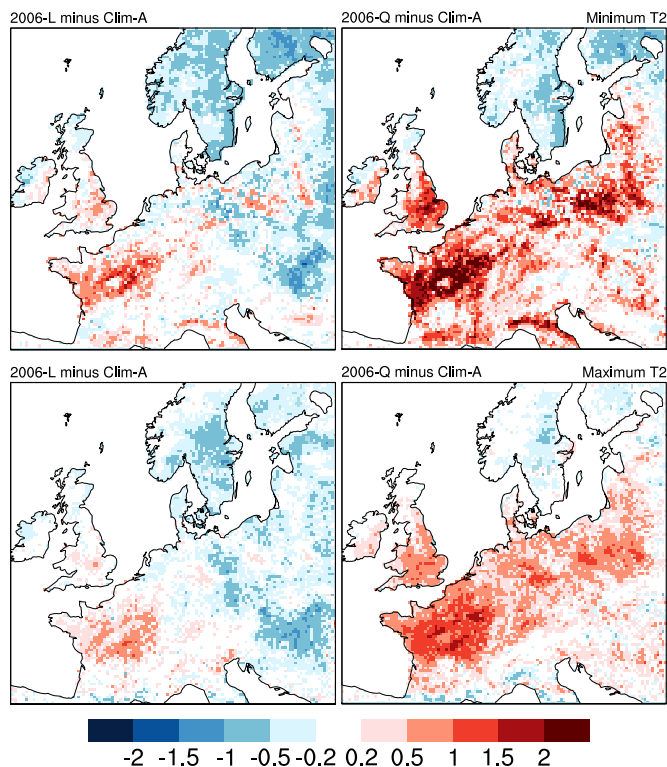 2006-L minus Clim-A
2006-Q minus Clim-A Minimum T2
2006-L minus Clim-A
2006-Q minus Clim-A Maximum T2
-2 -1.5 -1 -0.5 -0.2 0.2 0.5 1 1.5 2